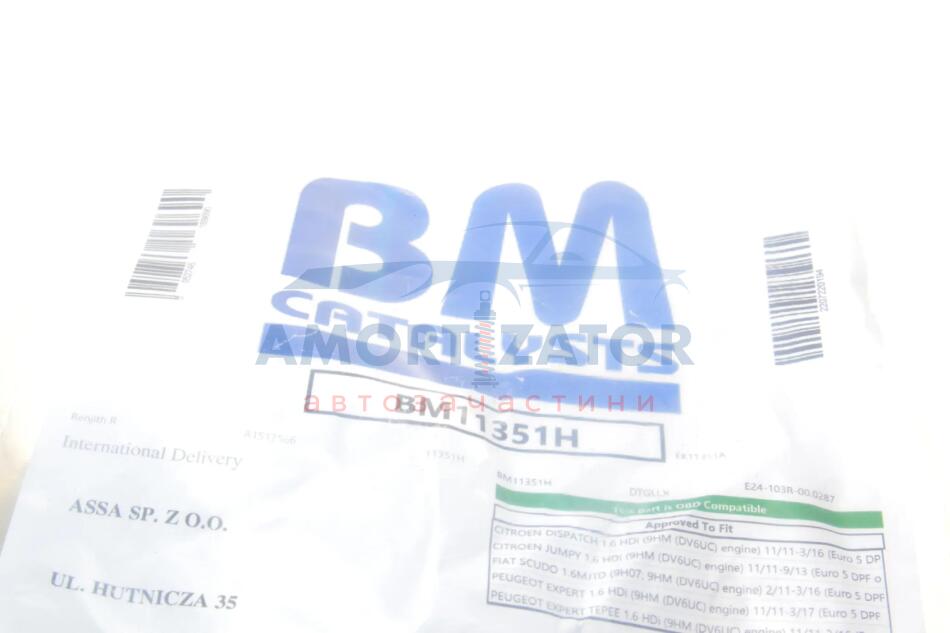 BM
CATALYSTS
AMORTIZATOR
автозапчастини
BM11351H
2207220194
Renjith R
International Delivery
11351H
ASSA SP. Z O.O.
UL. HUTNICZA 35
BM11351H
E24-103R-00.0287
This part is OBD Compatible
Approved To Fit
CITROEN DISPATCH 1.6 HDi (9HM (DV6UC) engine) 11/11-3/16 (Euro 5 DP
CITROEN JUMPY 1.6 HDi (9HM (DV6UC) engine) 11/11-9/13 (Euro 5 DPF o
FIAT SCUDO 1.6MJTD (9H07; 9HM (DV6UC) engine) 2/11-3/16 (Euro 5 DPF
PEUGEOT EXPERT 1.6 HDi (9HM (DV6UC) engine) 11/11-3/17 (Euro 5 DPF
PEUGEOT EXPERT TEPEE 1.6 HDi (9HM (DV6UC) engine)